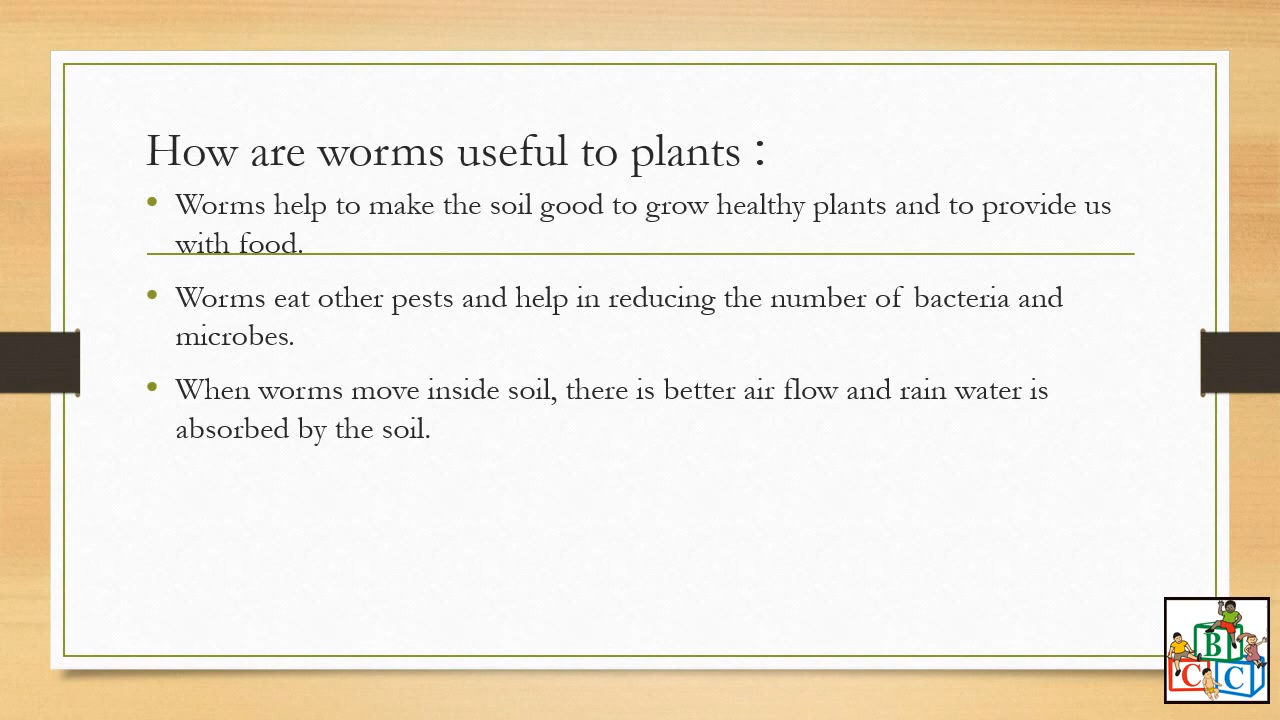 How are worms useful to plants :
• Worms help to make the soil good to grow healthy plants and to provide us
with food.
• Worms eat other pests and help in reducing the number of bacteria and
microbes.
• When worms move inside soil, there is better air flow and rain water is
absorbed by the soil.
B
C C